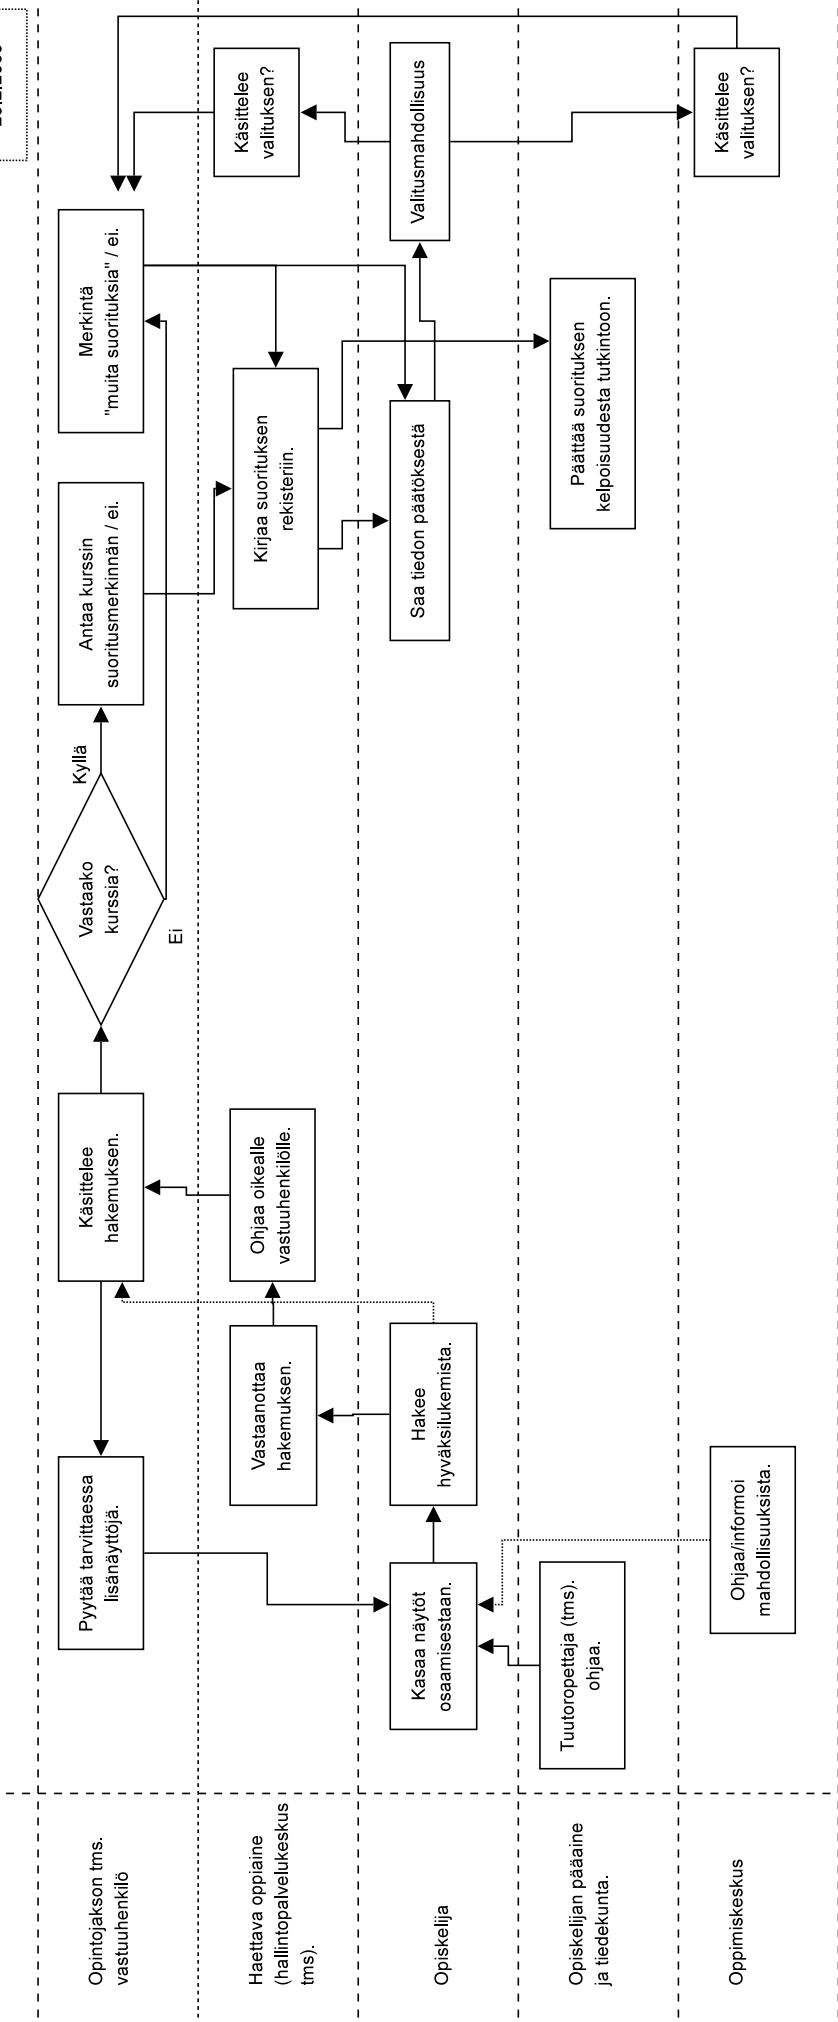 Opintojakson tms.
vastuuhenkilö
Pyytää tarvittaessa
lisänäyttöjä.
Käsittelee
hakemuksen.
Vastaako
kurssia?
Kyllä
Ei
Antaa kurssin
suoritusmerkinnän / ei.
Merkintä
"muita suorituksia" / ei.
Haettava oppiaine
(hallintopalvelukeskus
tms).
Vastaanottaa
hakemuksen.
Ohjaa oikealle
vastuuhenkilölle.
Kirjaa suorituksen
rekisteriin.
Käsittelee
valituksen?
Opiskelija
Kasaa näytöt
osaamisestaan.
Hakee
hyväksilukemista.
Saa tiedon päätöksestä
Valitusmahdollisuus
Opiskelijan pääaine
ja tiedekunta.
Tuutoropettaja (tms).
ohjaa.
Päättää suorituksen
kelpoisuudesta tutkintoon.
Oppimiskeskus
Ohjaa/informoi
mahdollisuuksista.
Käsittelee
valituksen?